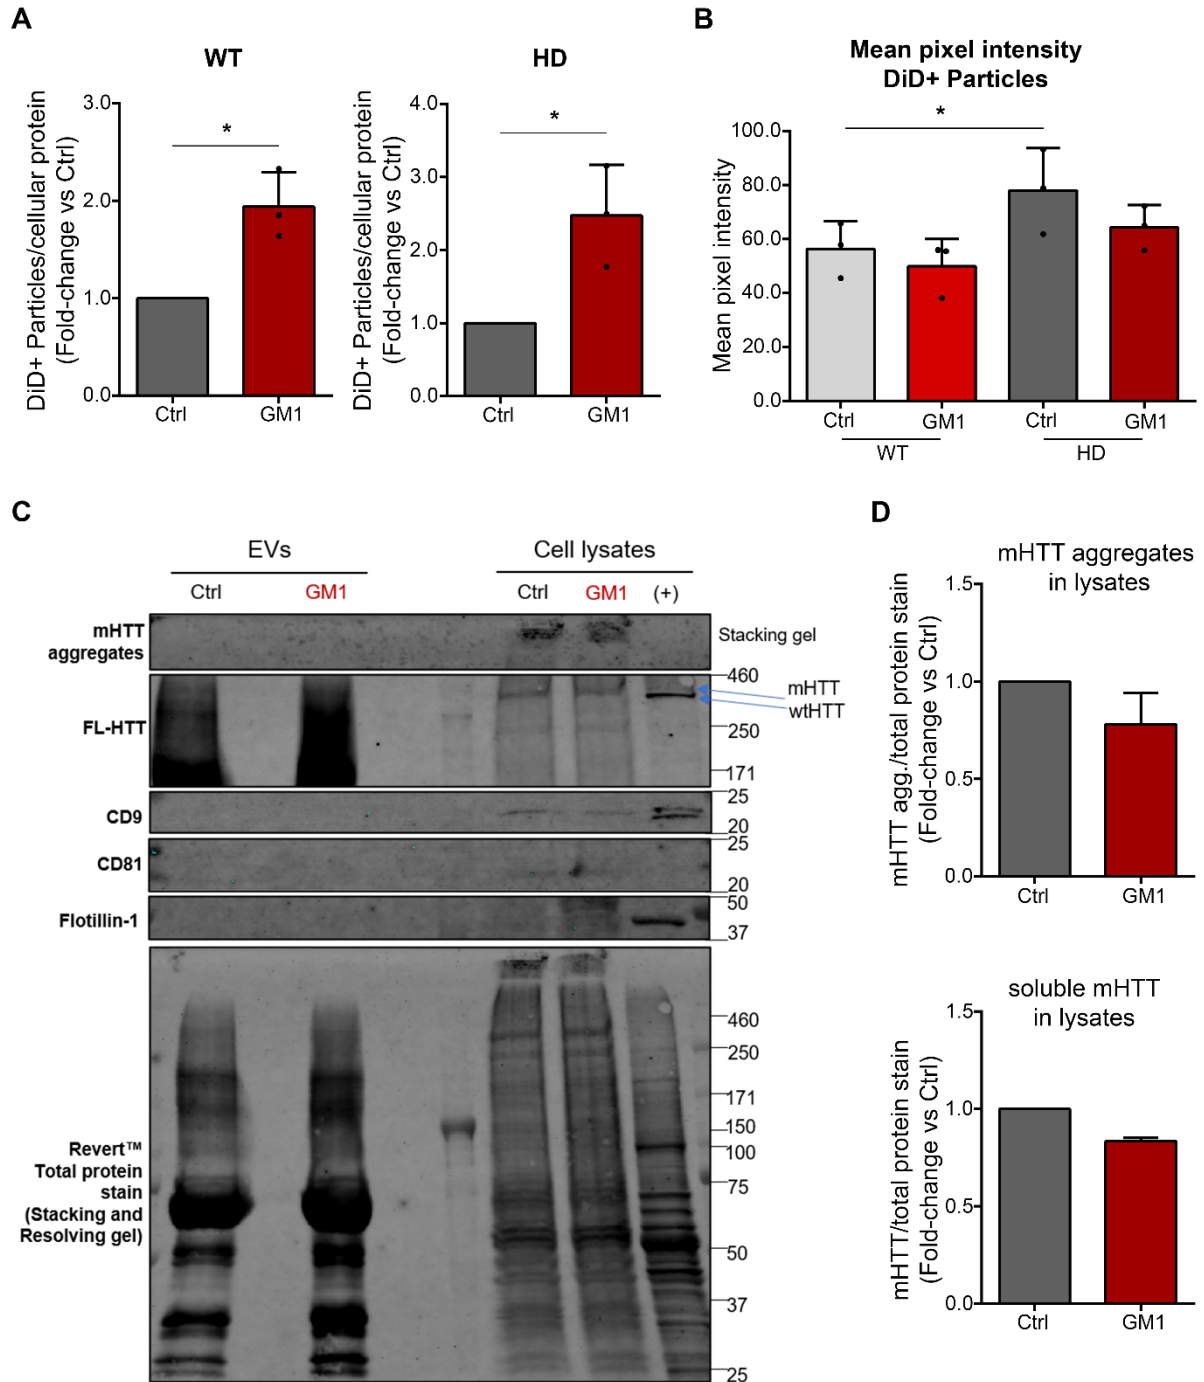 A
WT
DiD+ Particles/cellular protein
(Fold-change vs Ctrl)
3.0
2.0
1.0
0.0
*
Ctrl
GM1
HD
DiD+ Particles/cellular protein
(Fold-change vs Ctrl)
4.0
3.0
2.0
1.0
0.0
*
Ctrl
GM1
B
Mean pixel intensity
DiD+ Particles
Mean pixel intensity
100.0
80.0
60.0
40.0
20.0
0.0
*
Ctrl
GM1
Ctrl
GM1
WT
HD
C
EVs
Cell lysates
Ctrl
GM1
Ctrl
GM1
(+)
mHTT
aggregates
Stacking gel
FL-HTT
460
mHTT
wtHTT
250
171
CD9
25
20
CD81
25
20
Flotillin-1
50
37
Revert™
Total protein
stain
(Stacking and
Resolving gel)
460
250
171
150
100
75
50
37
25
D
mHTT aggregates
in lysates
mHTT agg./total protein stain
(Fold-change vs Ctrl)
1.5
1.0
0.5
0.0
Ctrl
GM1
soluble mHTT
in lysates
mHTT/total protein stain
(Fold-change vs Ctrl)
1.5
1.0
0.5
0.0
Ctrl
GM1